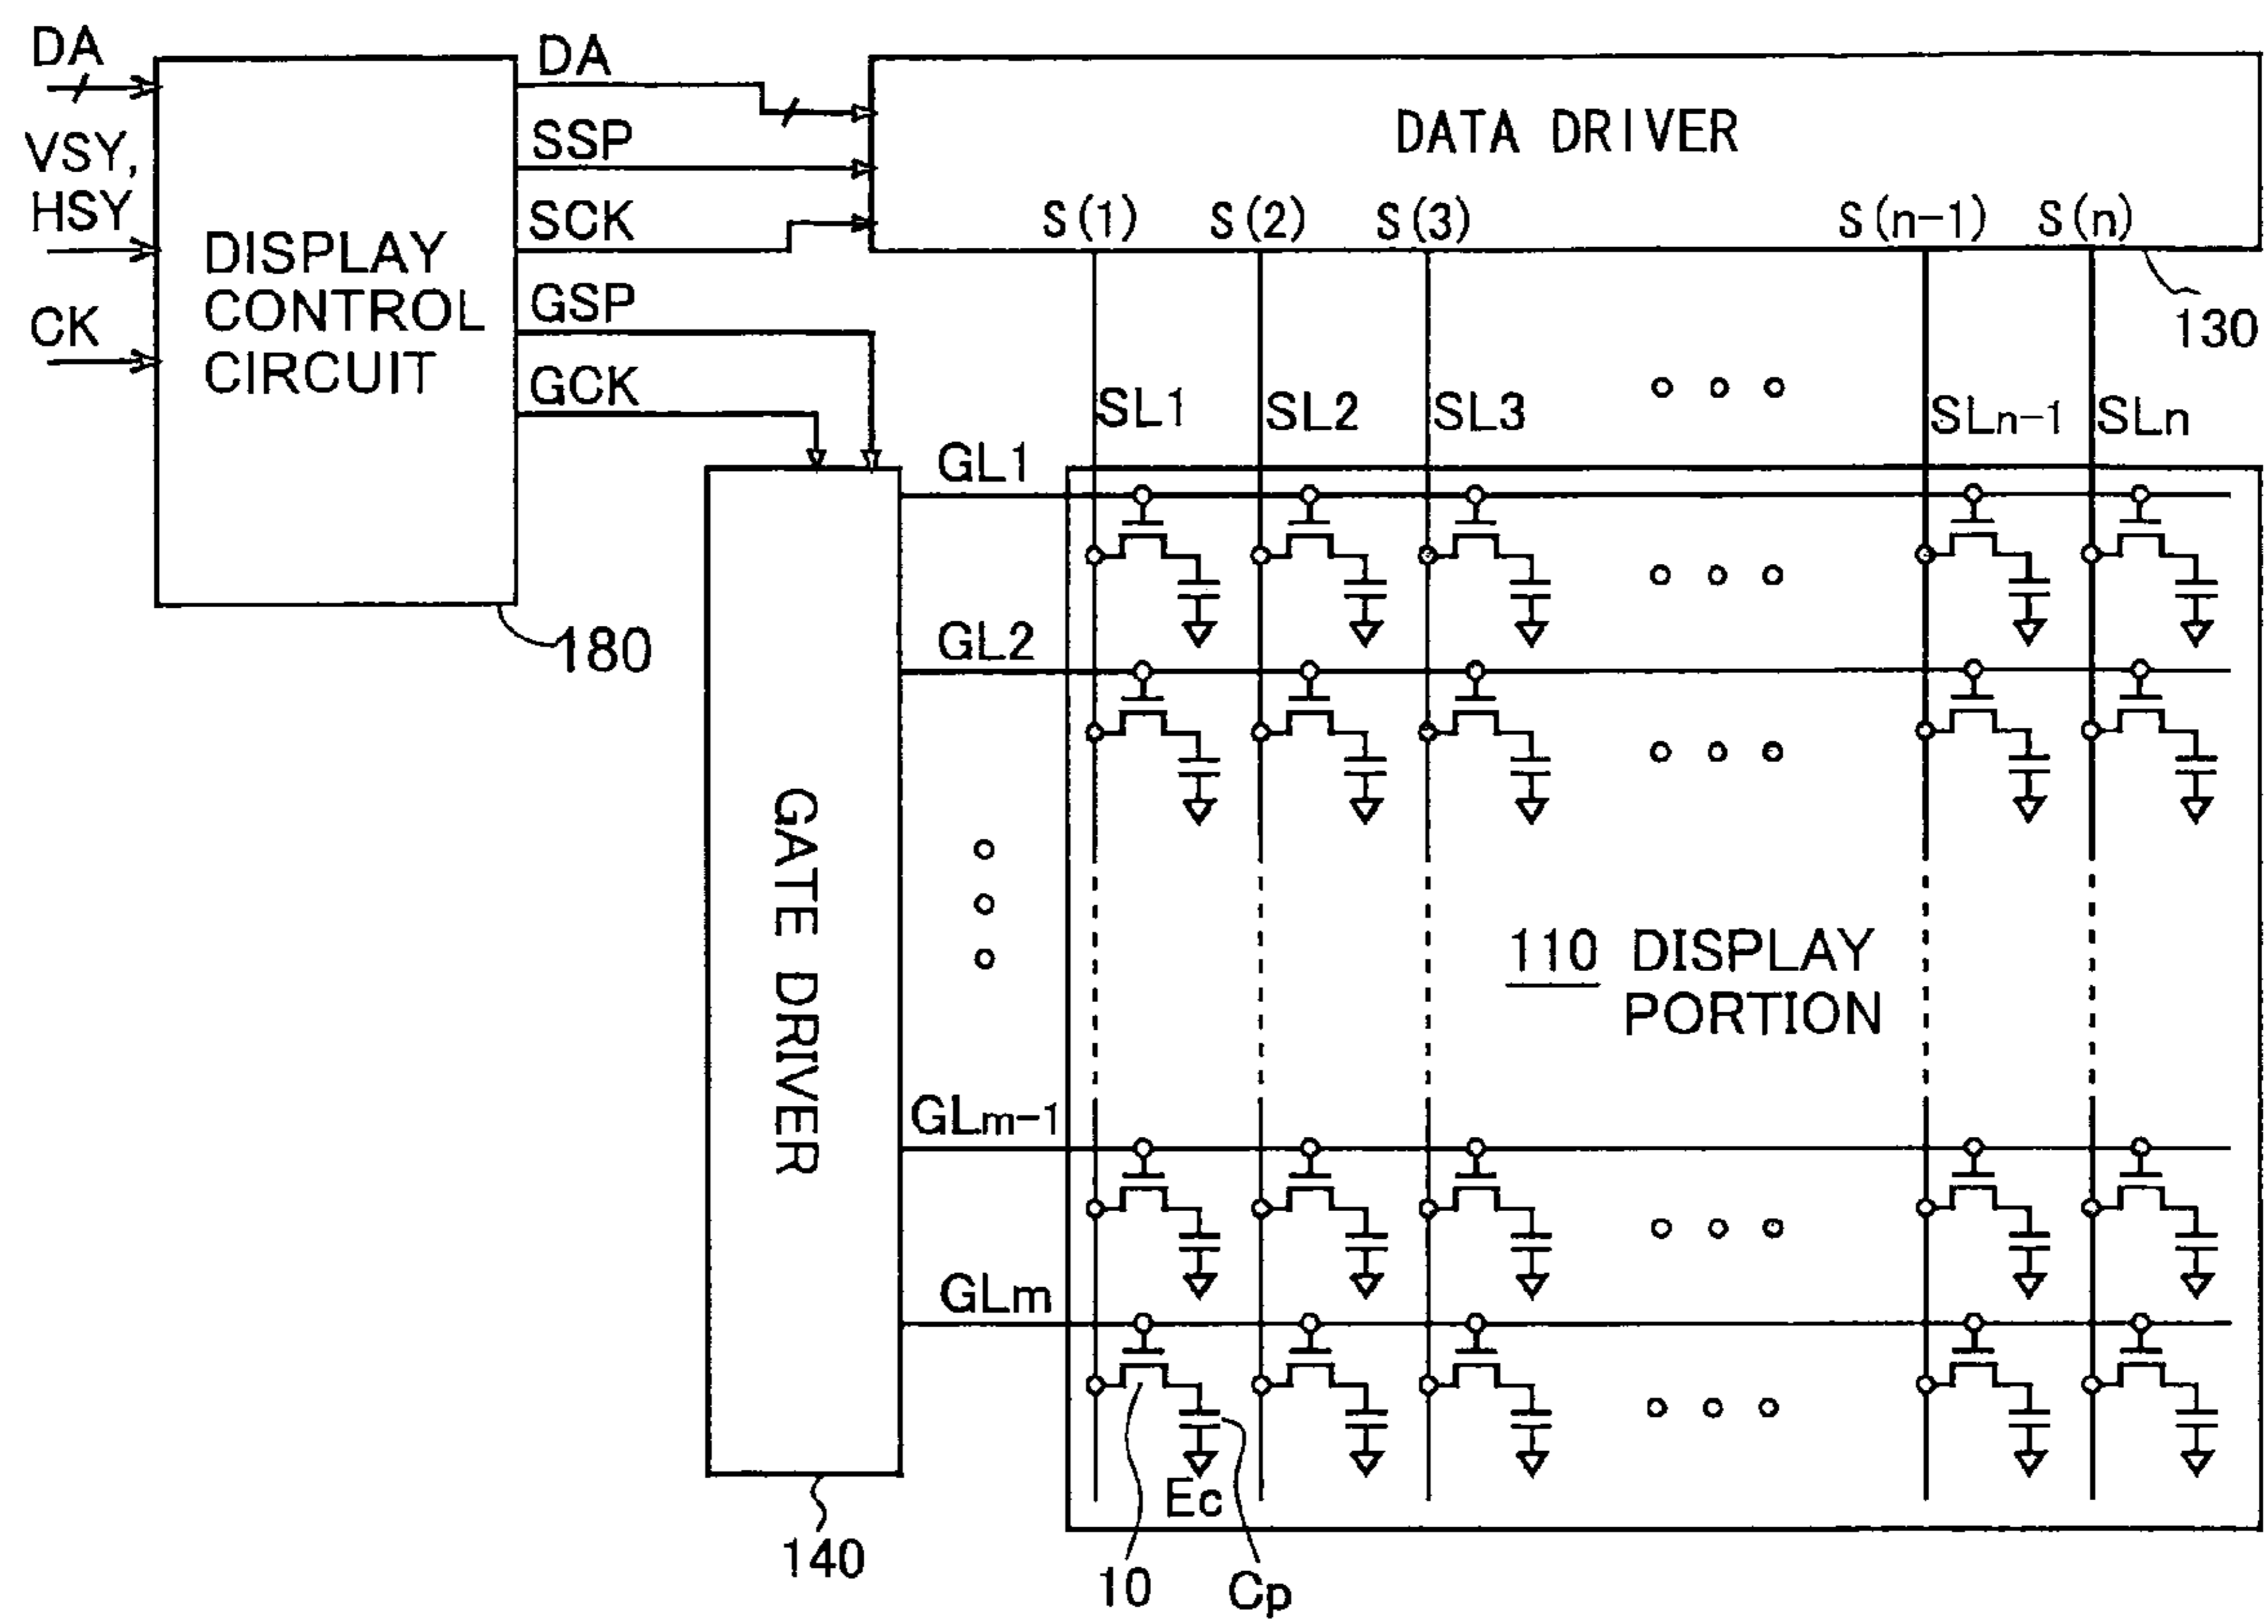 DA
VSY,
HSY
CK
DISPLAY
CONTROL
CIRCUIT
180
DA
SSP
SCK
GSP
GCK
DATA DRIVER
S(1) S(2) S(3) S(n-1) S(n)
130
SL1 SL2 SL3 SLn-1 SLn
GL1
GL2
GATE DRIVER
110 DISPLAY
PORTION
GLm-1
GLm
Ec
140
10
Cp